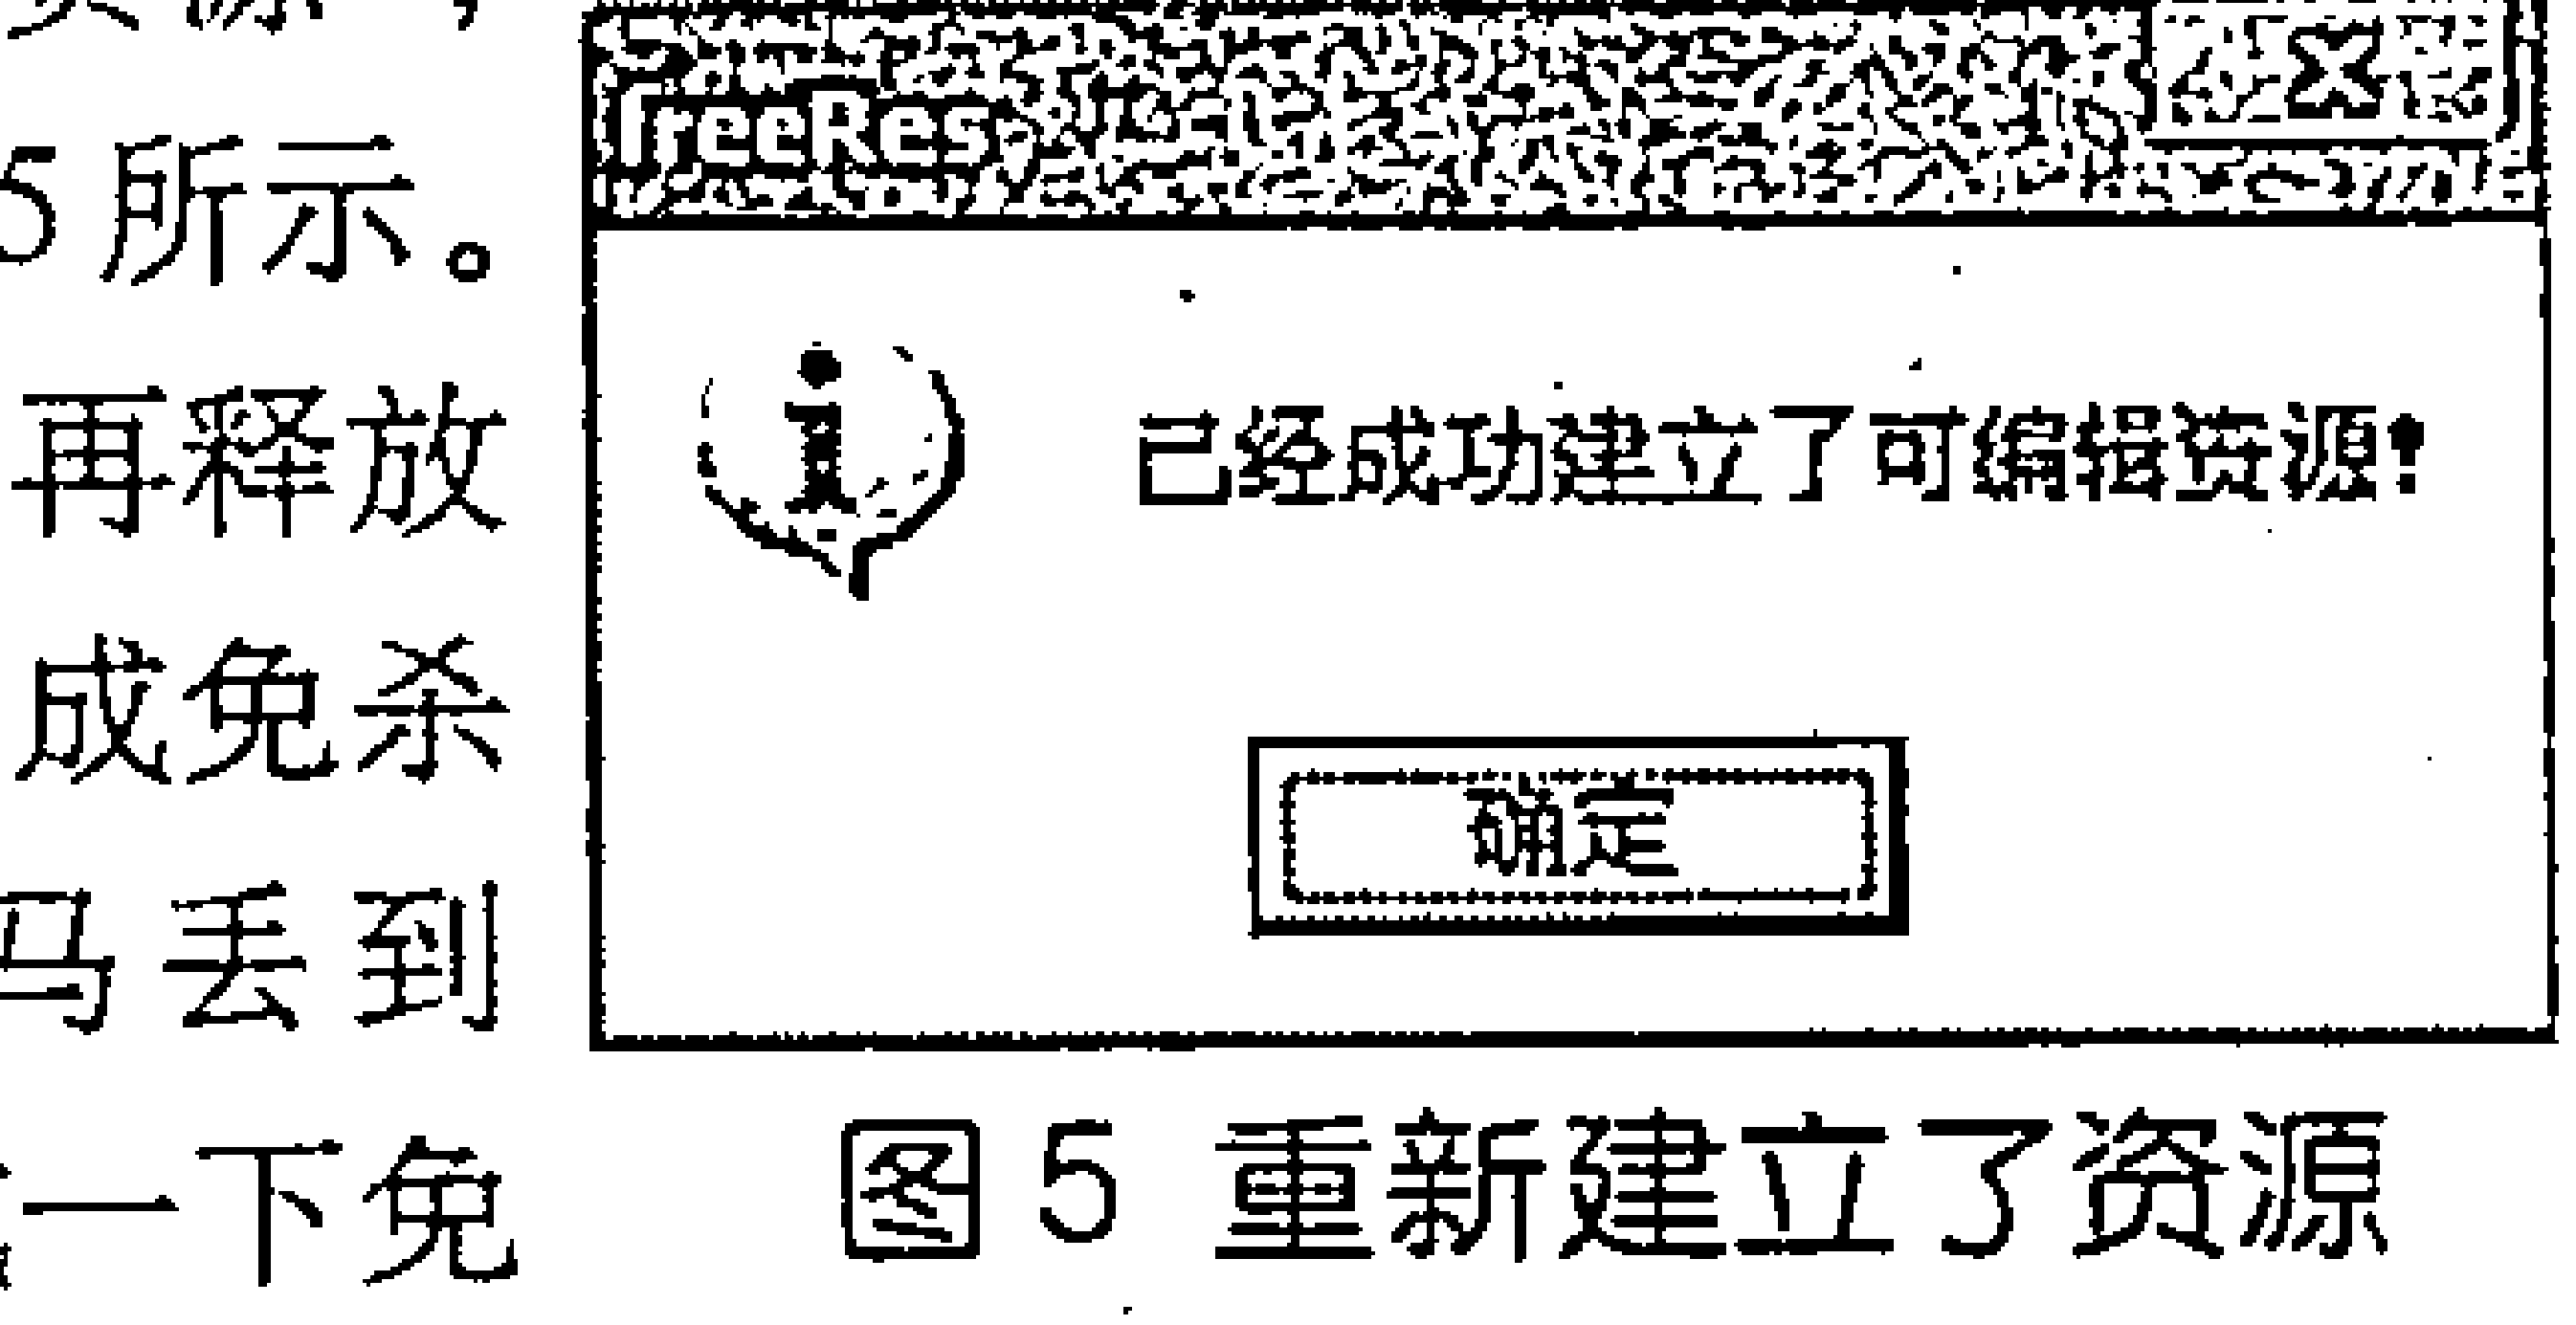 5 所示。
再释放
成免杀
马丢到
一下免
FreeRes
已经成功建立了可编辑资源!
确定
图 5 重新建立了资源